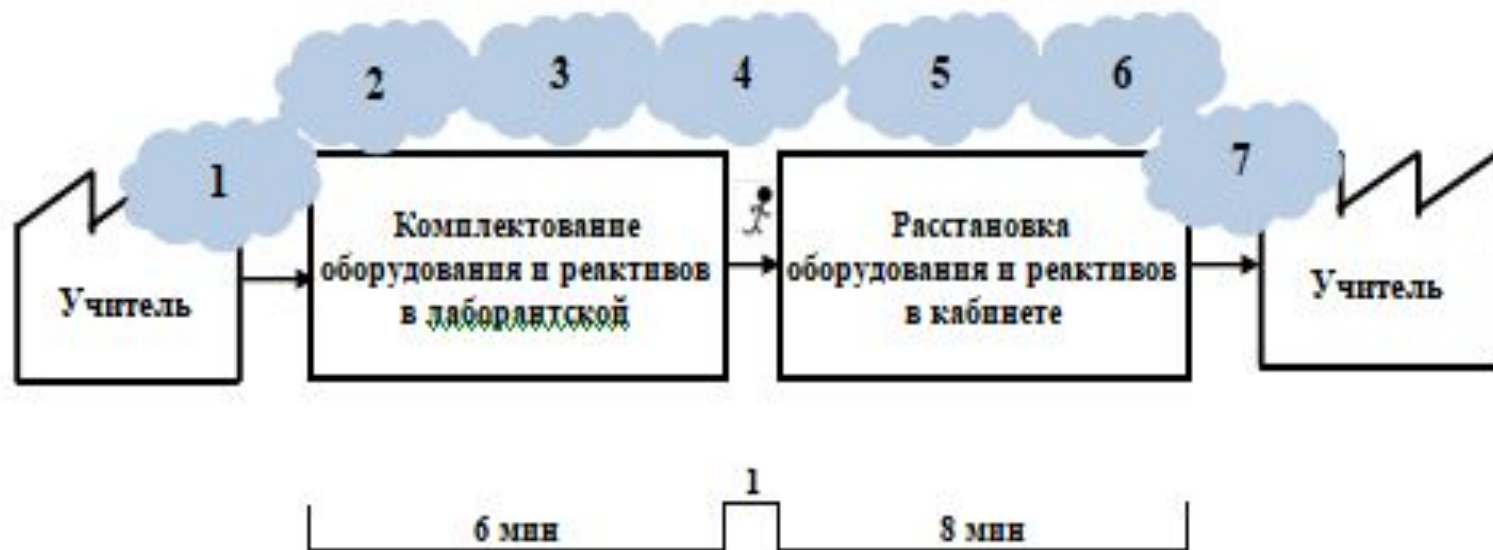 1
2
3
4
5
6
7
Учитель
Комплектование
оборудования и реактивов
в лаборантской
Расстановка
оборудования и реактивов
в кабинете
Учитель
6 мин
1
8 мин